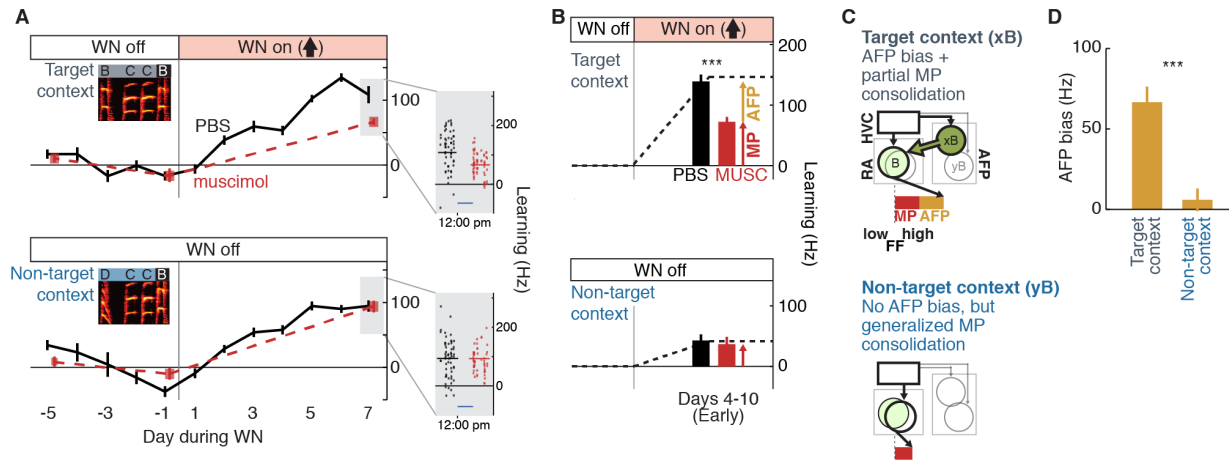 A
WN off
WN on (⬆)
Target
context
B C C B
PBS
muscimol
100
0
200
0
12:00 pm
Learning (Hz)
WN off
Non-target
context
D C C B
100
0
200
0
12:00 pm
-5 -3 -1 1 3 5 7
Day during WN
B
WN off
WN on (⬆)
Target
context
***
AFP
MP
PBS MUSC
200
100
0
Learning (Hz)
WN off
Non-target
context
100
0
Days 4-10
(Early)
C
Target context (xB)
AFP bias +
partial MP
consolidation
HVC
RA
AFP
B
xB
yB
MP AFP
low high
FF
Non-target context (yB)
No AFP bias, but
generalized MP
consolidation
D
100
50
0
AFP bias (Hz)
***
Target
context
Non-target
context